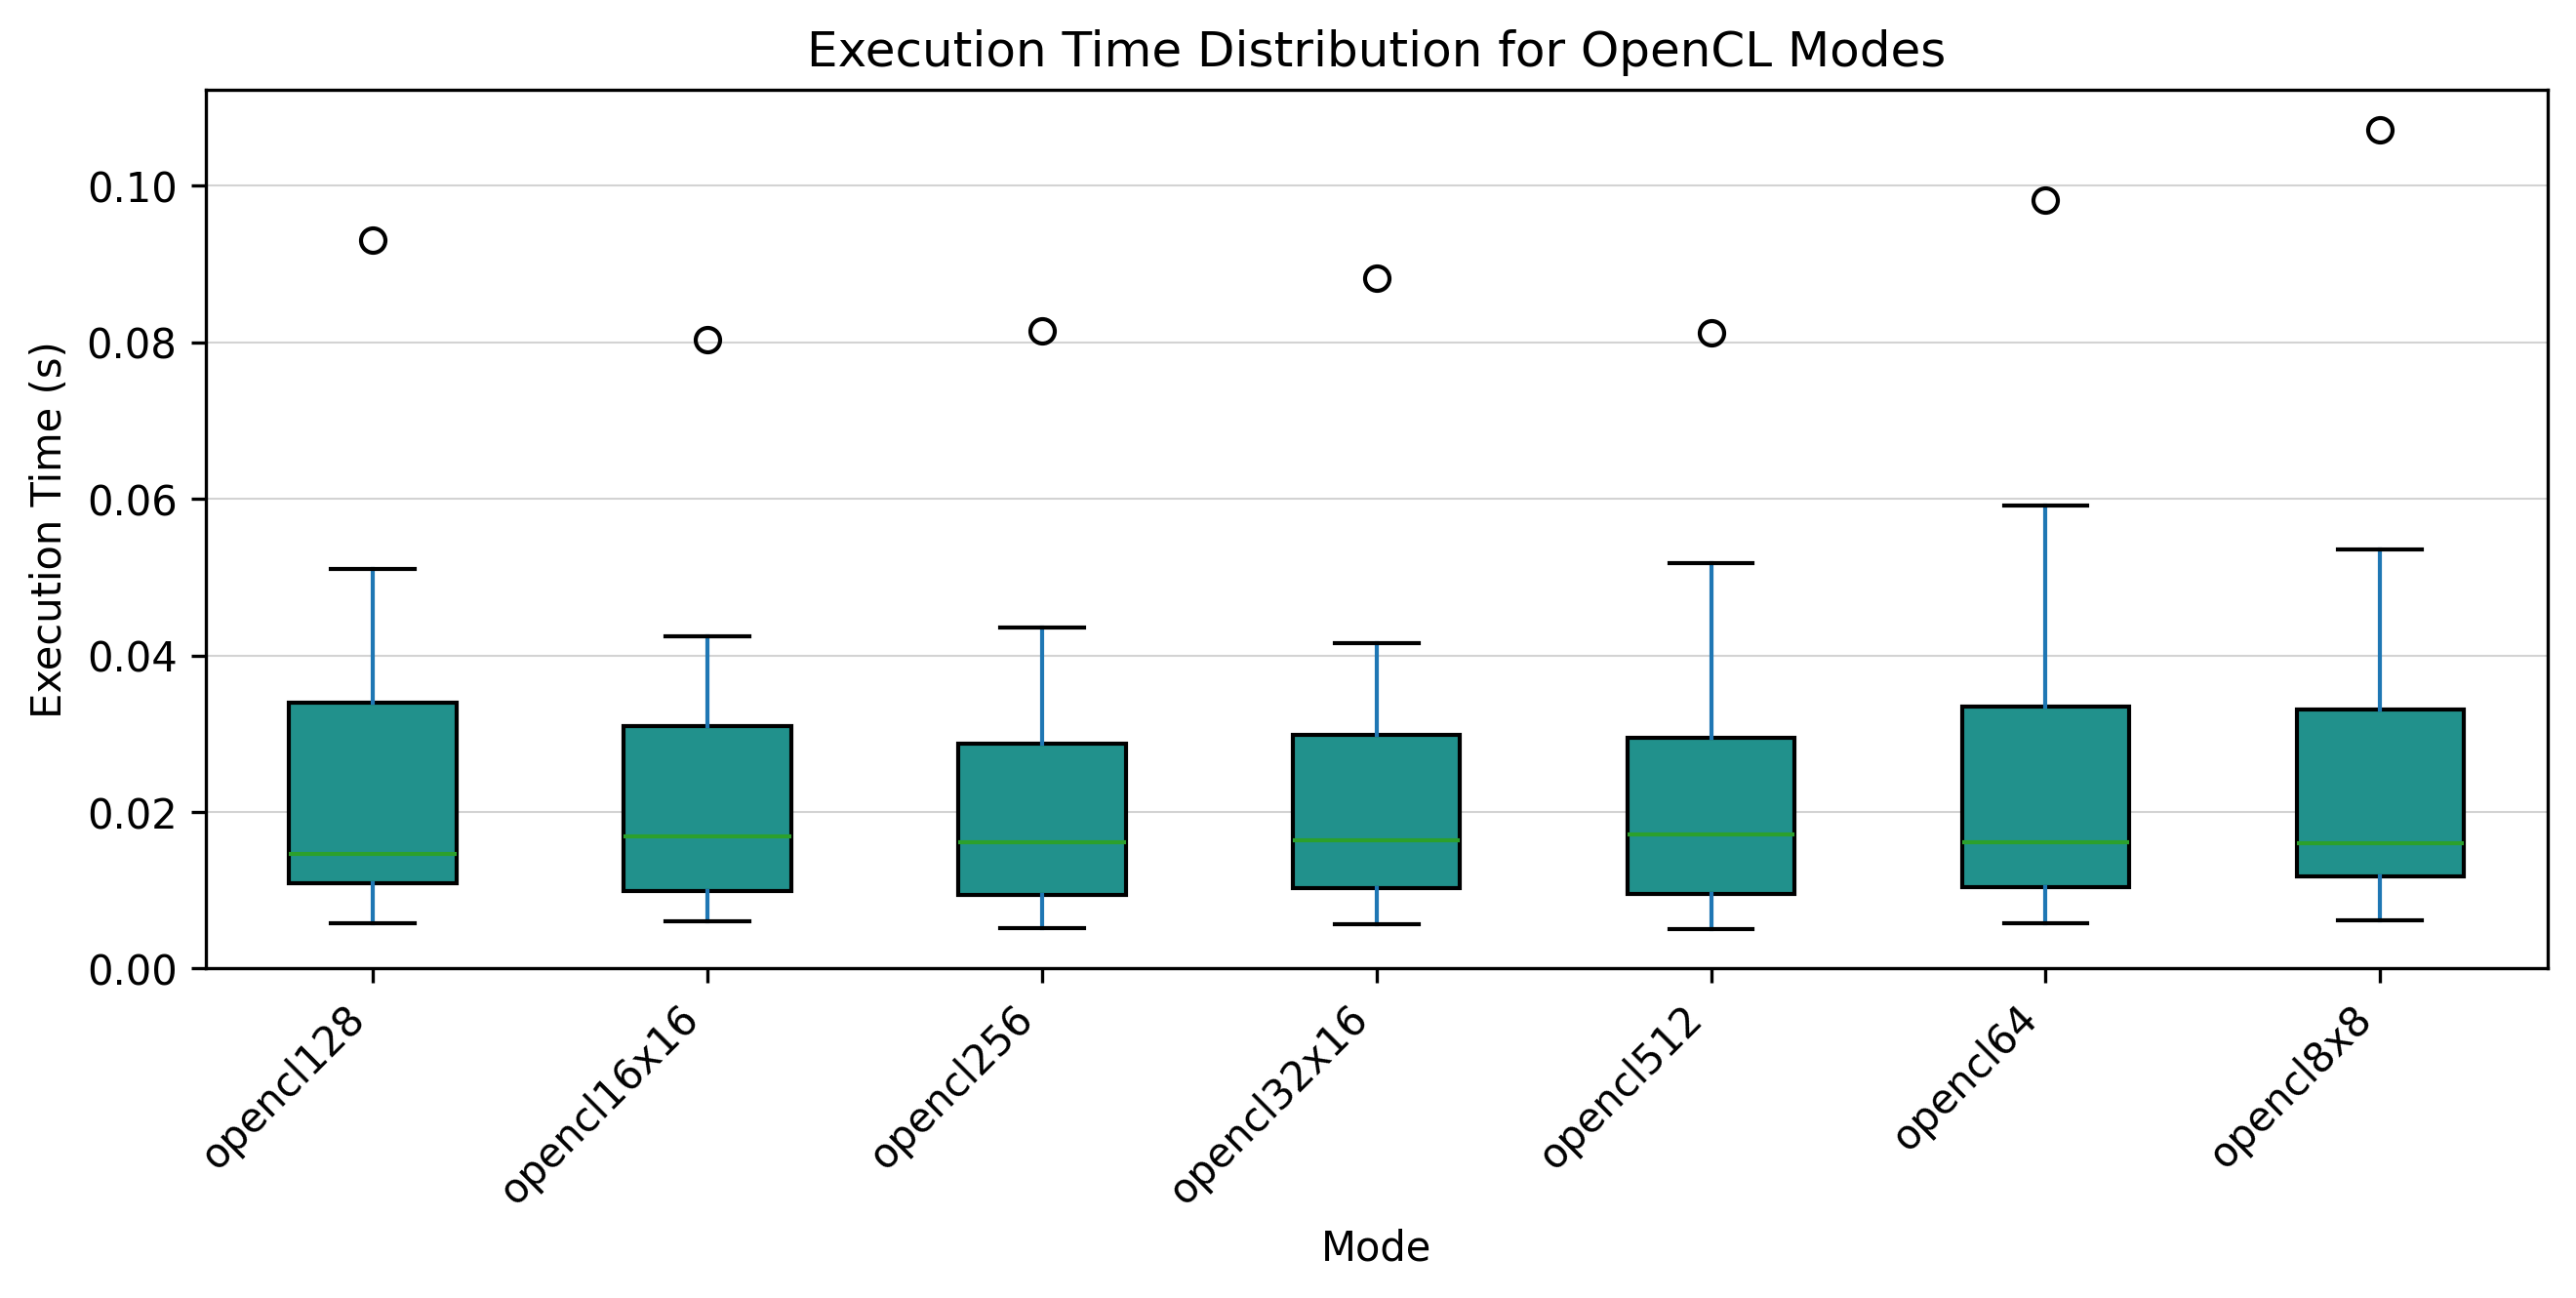 Execution Time Distribution for OpenCL Modes
Execution Time (s)
0.10
0.08
0.06
0.04
0.02
0.00
opencl128
opencl16x16
opencl256
opencl32x16
opencl512
opencl64
opencl8x8
Mode